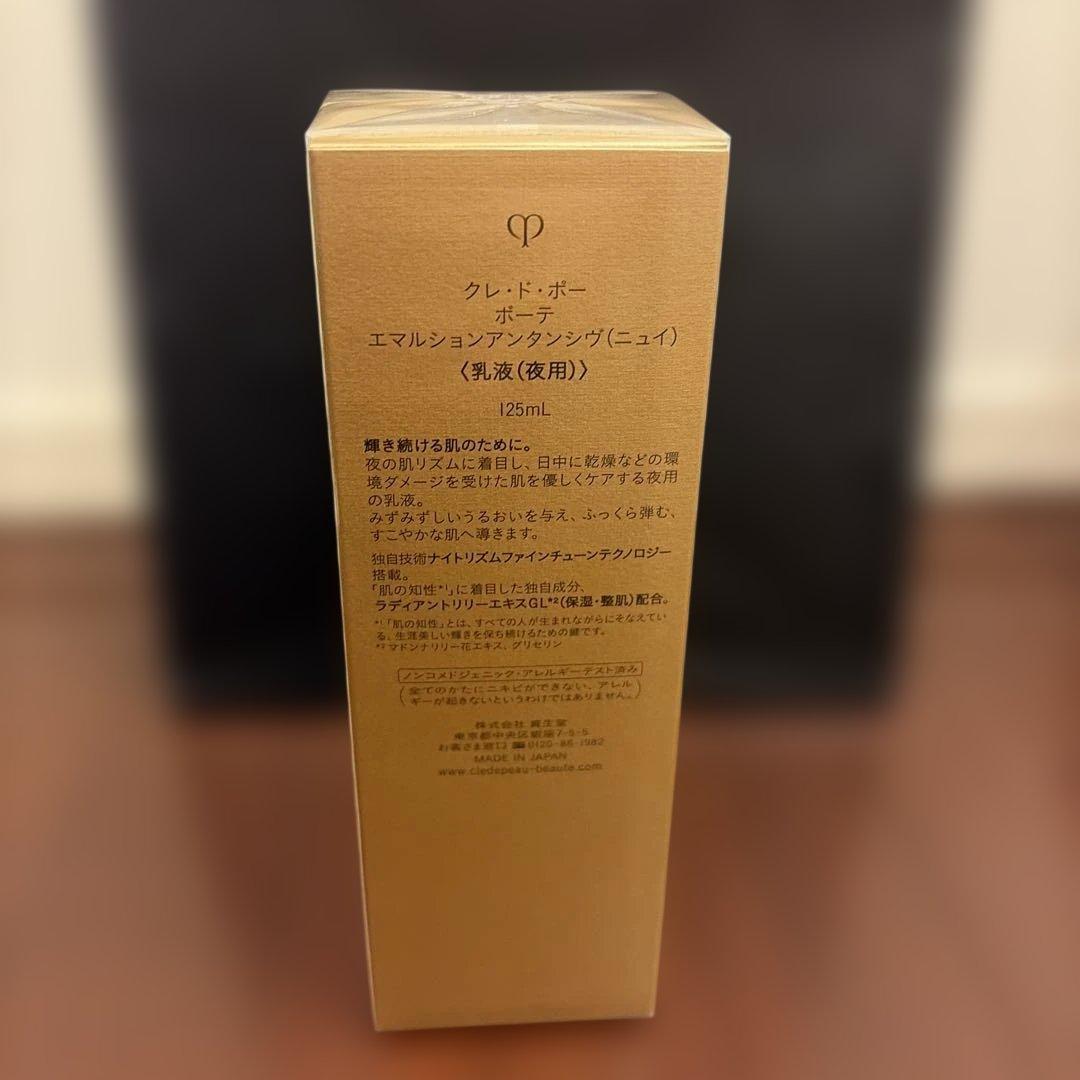 クレ・ド・ポー
ボーテ
エマルションアンタンシヴ(ニュイ)
〈乳液(夜用)〉
125mL
輝き続ける肌のために。
夜の肌リズムに着目し、日中に乾燥などの環
境ダメージを受けた肌を優しくケアする夜用
の乳液。
みずみずしいうるおいを与え、ふっくら弾む、
すこやかな肌へ導きます。
独自技術ナイトリズムファインチューンテクノロジー
搭載。
「肌の知性*¹」に着目した独自成分、
ラディアントリリーエキスGL*²(保湿・整肌)配合。
*¹「肌の知性」とは、すべての人が生まれながらにそなえてい
る、生涯美しい輝きを保ち続けるための鍵です。
*² マドンナリリー花エキス、グリセリン
ノンコメドジェニック・アレルギーテスト済み
(全てのかたにニキビができない、アレル
ギーが起きないというわけではありません。)
株式会社 資生堂
東京都中央区銀座7-5-5
お客さま窓口 0120-86-1982
MADE IN JAPAN
www.cledepeau-beaute.com